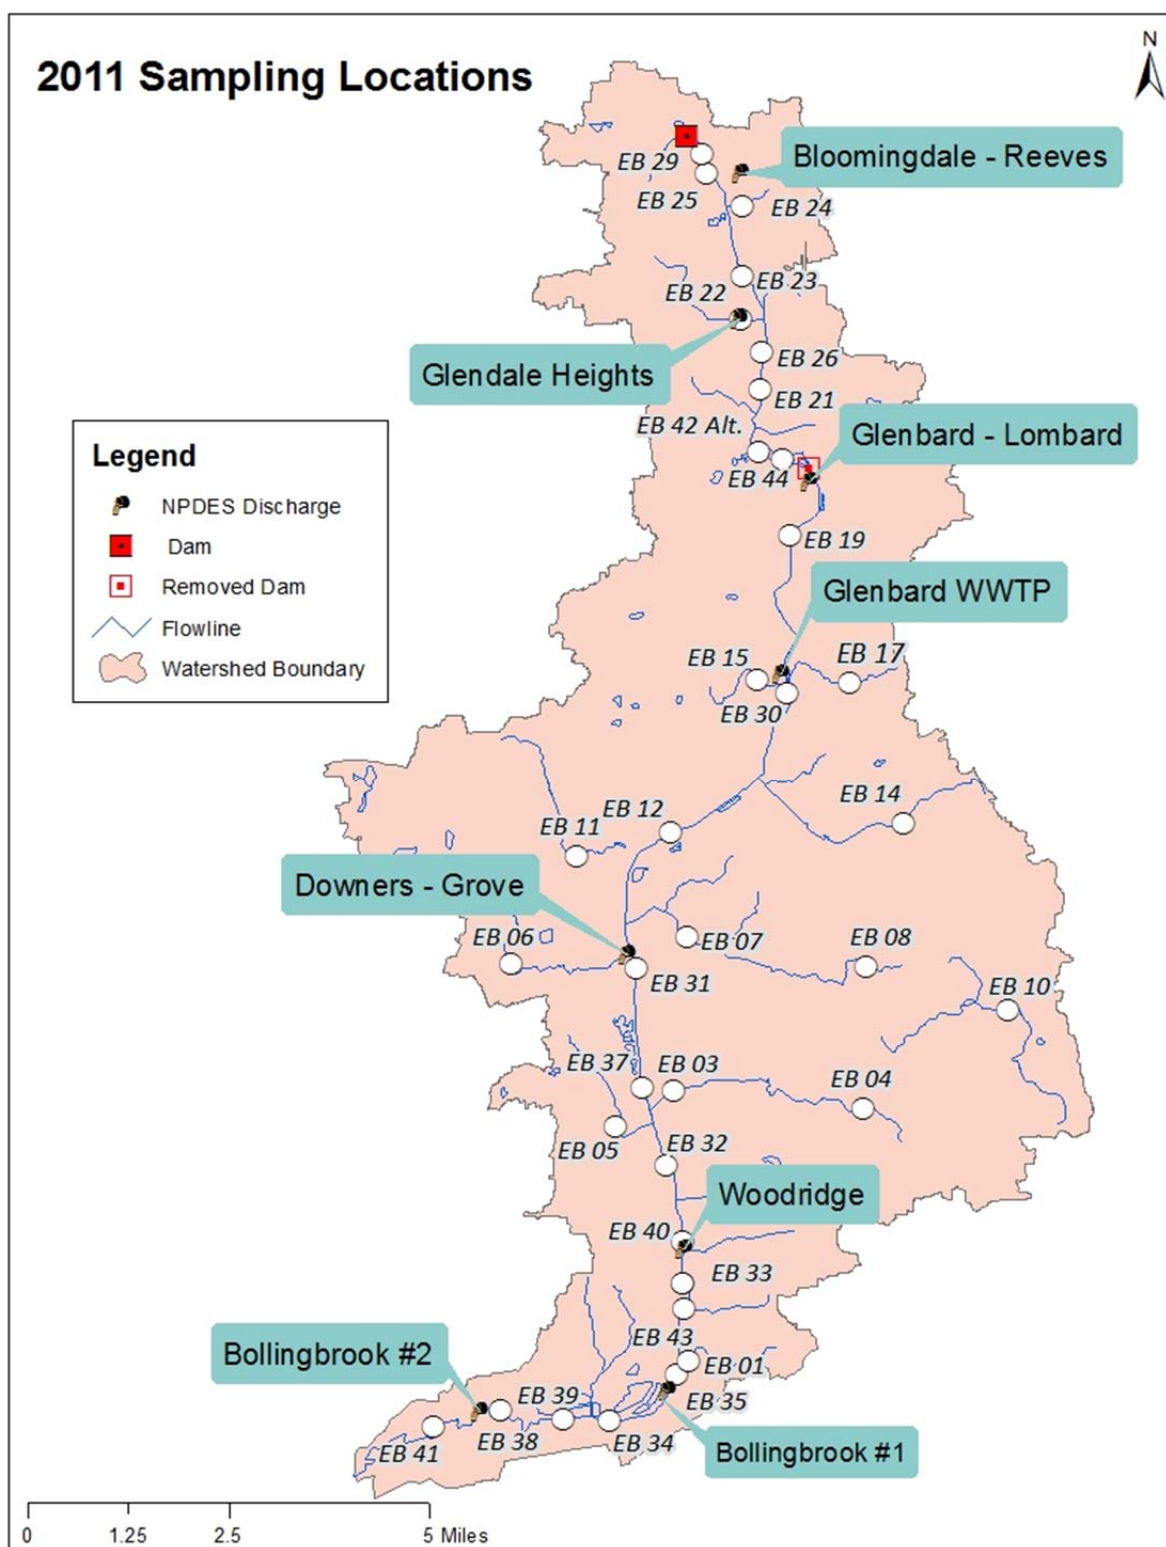 N
2011 Sampling Locations
Bloomingdale - Reeves
EB 29
EB 25
EB 24
EB 23
EB 22
EB 26
Glendale Heights
EB 21
EB 42 Alt.
Glenbard - Lombard
EB 44
EB 19
Legend
NPDES Discharge
Dam
Removed Dam
Flowline
Watershed Boundary
Glenbard WWTP
EB 15
EB 17
EB 30
EB 14
EB 12
EB 11
Downers - Grove
EB 06
EB 07
EB 08
EB 31
EB 10
EB 37
EB 03
EB 04
EB 05
EB 32
Woodridge
EB 40
EB 33
EB 43
Bollingbrook #2
EB 01
EB 39
EB 35
EB 41
EB 38
EB 34
Bollingbrook #1
0 1.25 2.5 5 Miles